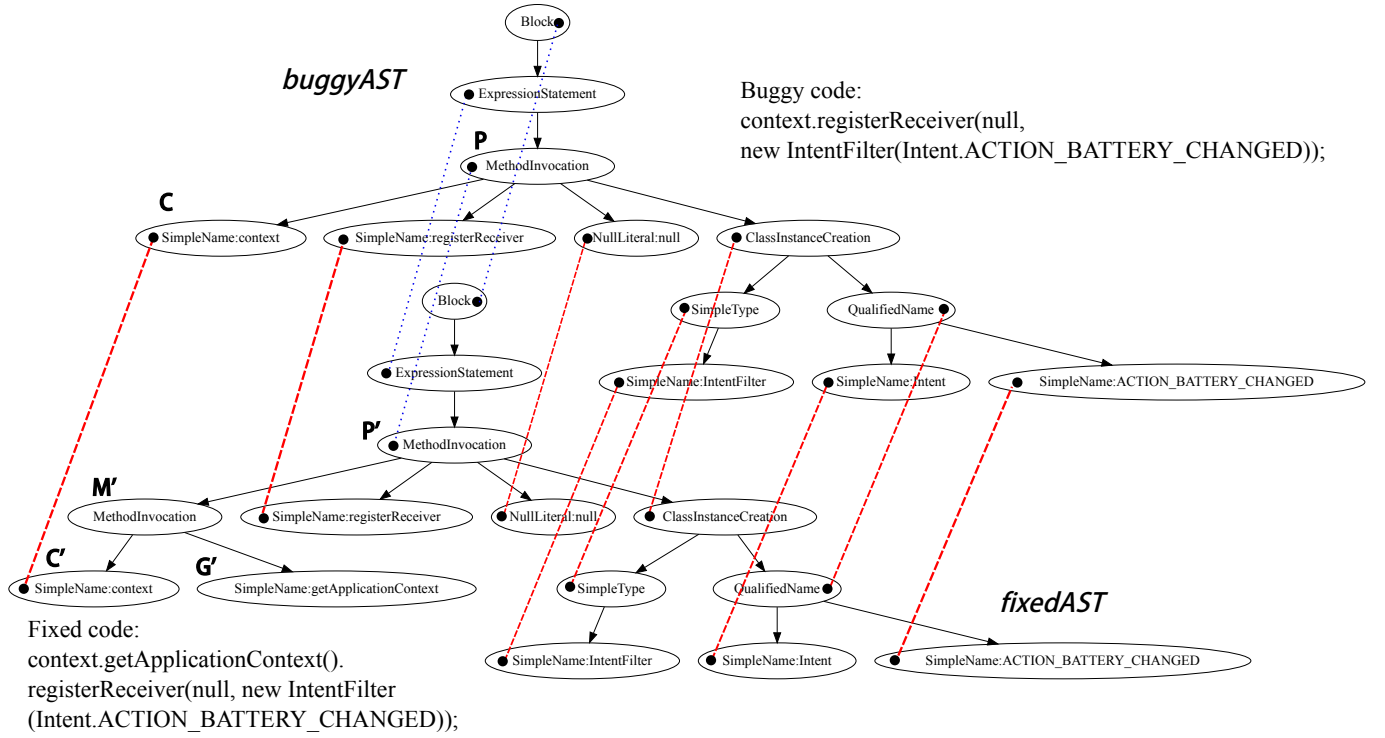 Block
buggyAST
ExpressionStatement
Buggy code:
context.registerReceiver(null,
new IntentFilter(Intent.ACTION_BATTERY_CHANGED));
P
MethodInvocation
C
SimpleName:context
SimpleName:registerReceiver
NullLiteral:null
ClassInstanceCreation
Block
SimpleType
QualifiedName
ExpressionStatement
SimpleName:IntentFilter
SimpleName:Intent
SimpleName:ACTION_BATTERY_CHANGED
P'
MethodInvocation
M'
MethodInvocation
SimpleName:registerReceiver
NullLiteral:null
ClassInstanceCreation
C'
SimpleName:context
G'
SimpleName:getApplicationContext
SimpleType
QualifiedName
fixedAST
SimpleName:IntentFilter
SimpleName:Intent
SimpleName:ACTION_BATTERY_CHANGED
Fixed code:
context.getApplicationContext().
registerReceiver(null, new IntentFilter
(Intent.ACTION_BATTERY_CHANGED));